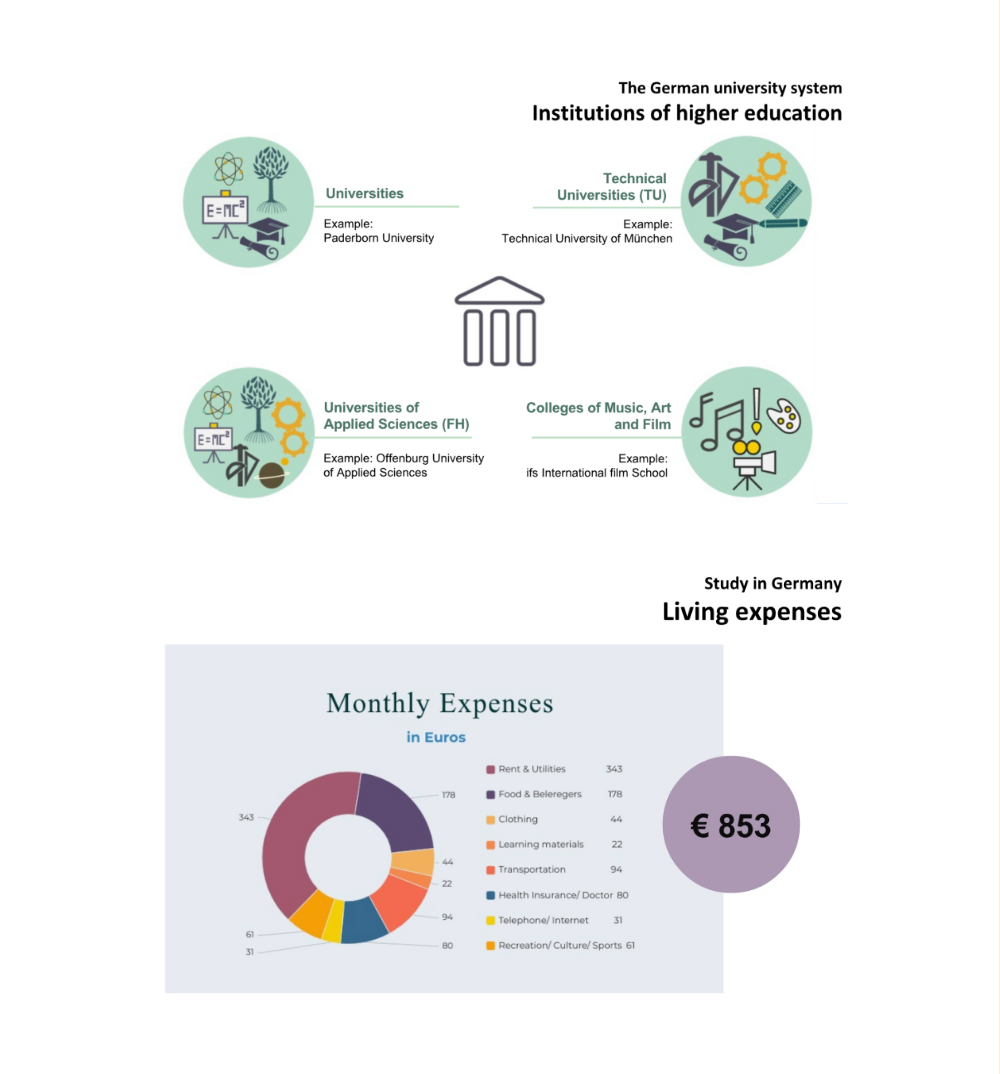 The German university system
Institutions of higher education
E=MC²
Universities
Example:
Paderborn University
Technical
Universities (TU)
Example:
Technical University of München
E=MC²
Universities of
Applied Sciences (FH)
Example: Offenburg University
of Applied Sciences
Colleges of Music, Art
and Film
Example:
ifs International film School
Study in Germany
Living expenses
Monthly Expenses
in Euros
343
178
44
22
94
80
61
31
Rent & Utilities 343
Food & Beleregers 178
Clothing 44
Learning materials 22
Transportation 94
Health Insurance/ Doctor 80
Telephone/ Internet 31
Recreation/ Culture/ Sports 61
€ 853